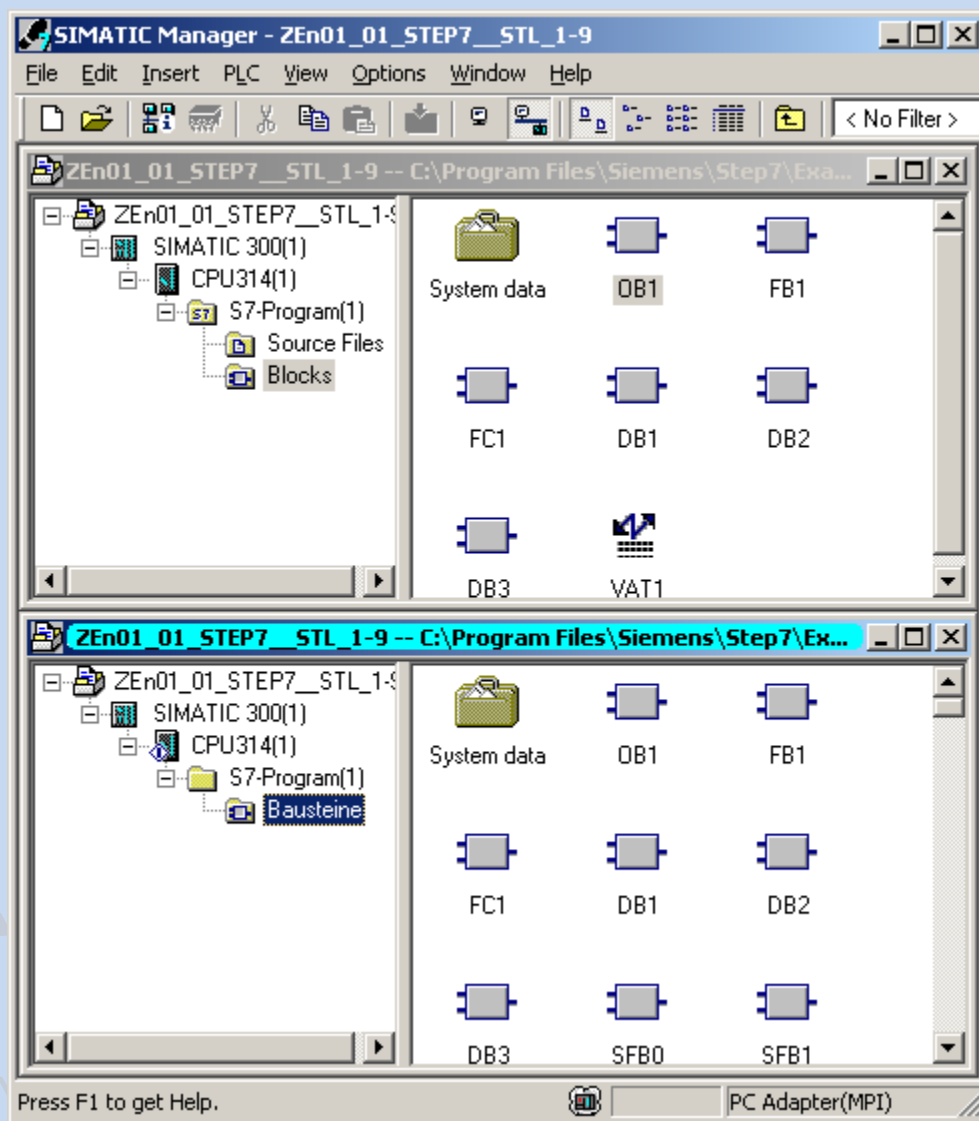 SIMATIC Manager - ZEn01_01_STEP7__STL_1-9
File Edit Insert PLC View Options Window Help
< No Filter >
ZEn01_01_STEP7__STL_1-9 -- C:\Program Files\Siemens\Step7\Exa...
ZEn01_01_STEP7__STL_1-9
SIMATIC 300(1)
CPU314(1)
S7-Program(1)
Source Files
Blocks
System data OB1 FB1
FC1 DB1 DB2
DB3 VAT1
ZEn01_01_STEP7__STL_1-9 -- C:\Program Files\Siemens\Step7\Ex...
ZEn01_01_STEP7__STL_1-9
SIMATIC 300(1)
CPU314(1)
S7-Program(1)
Bausteine
System data OB1 FB1
FC1 DB1 DB2
DB3 SFB0 SFB1
Press F1 to get Help. PC Adapter(MPI)